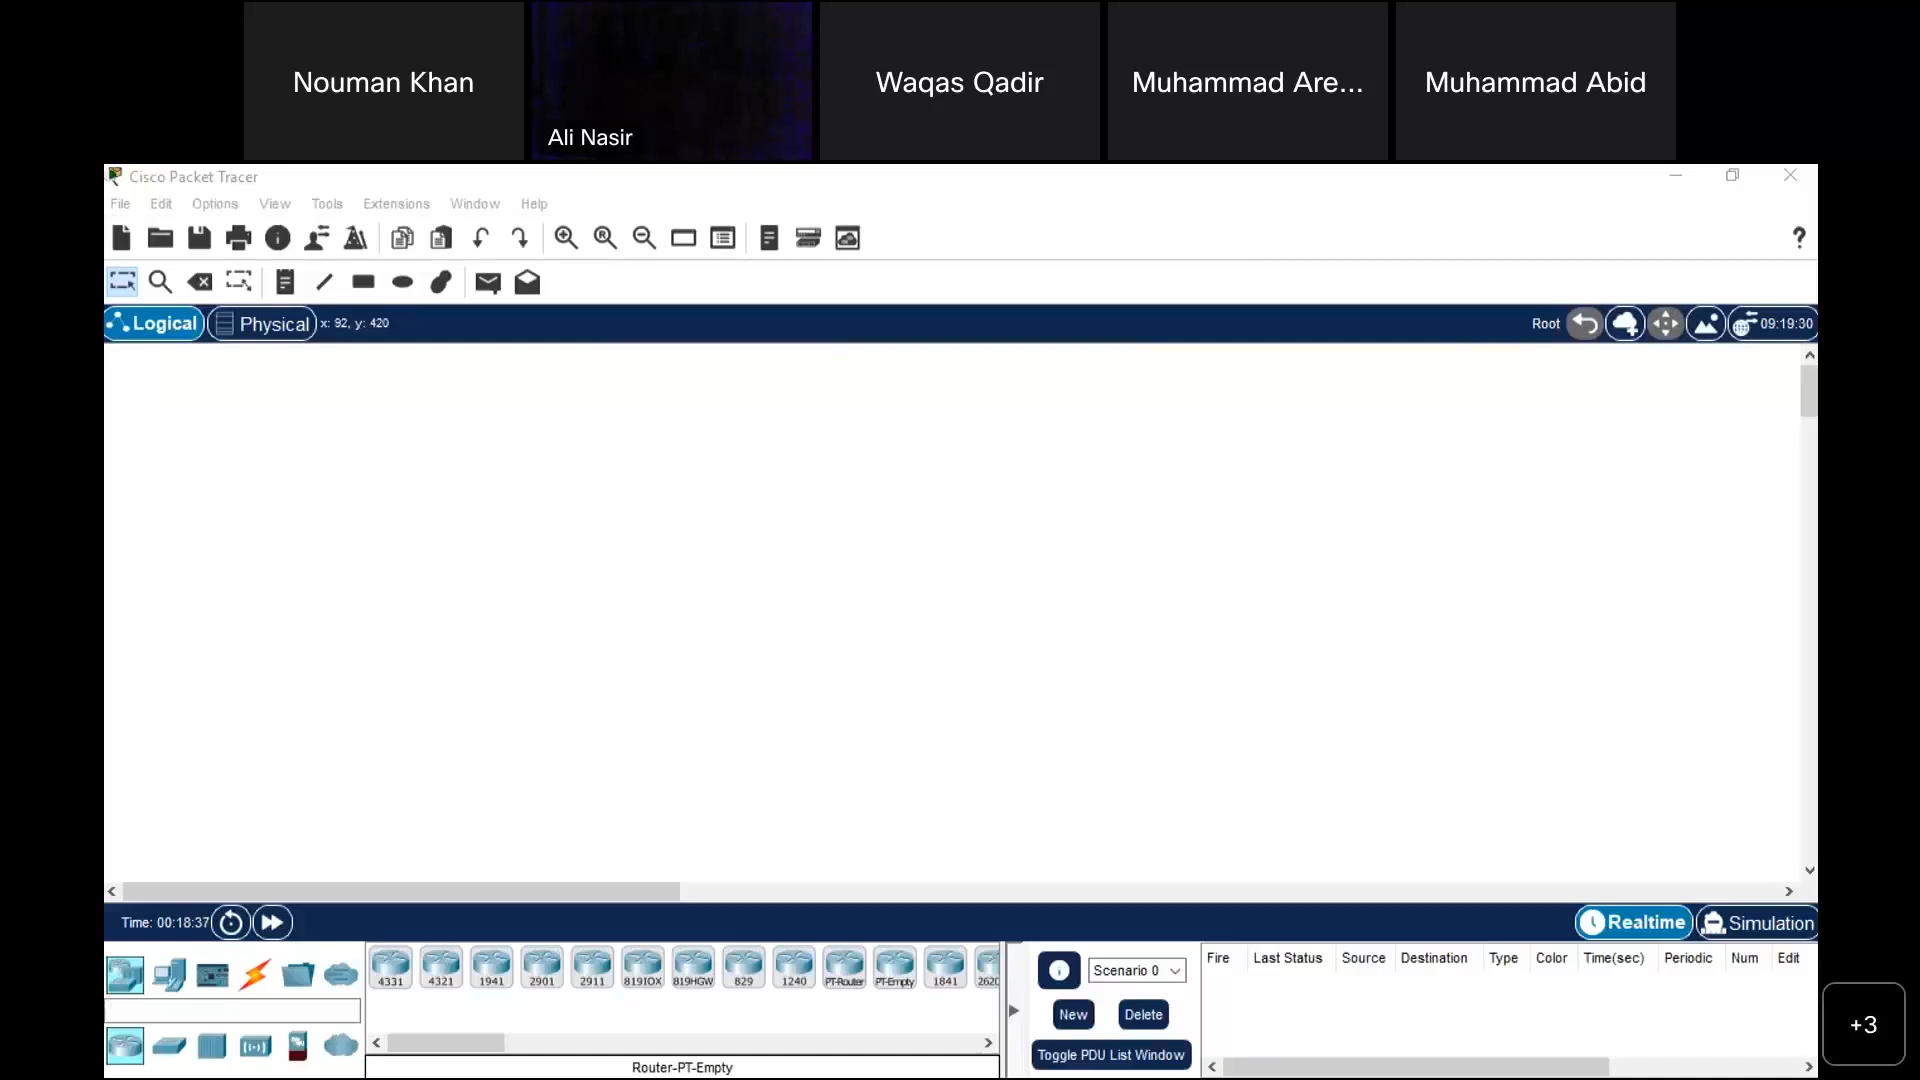 Nouman Khan
Ali Nasir
Waqas Qadir
Muhammad Are...
Muhammad Abid
Cisco Packet Tracer
File Edit Options View Tools Extensions Window Help
Logical Physical x: 92, y: 420 Root 09:19:30
Time: 00:18:37 Realtime Simulation
4331 4321 1941 2901 2911 819IOX 819HGW 829 1240 PT-Router PT-Empty 1841 2620
Router-PT-Empty
Scenario 0
New Delete
Toggle PDU List Window
Fire Last Status Source Destination Type Color Time(sec) Periodic Num Edit
+3